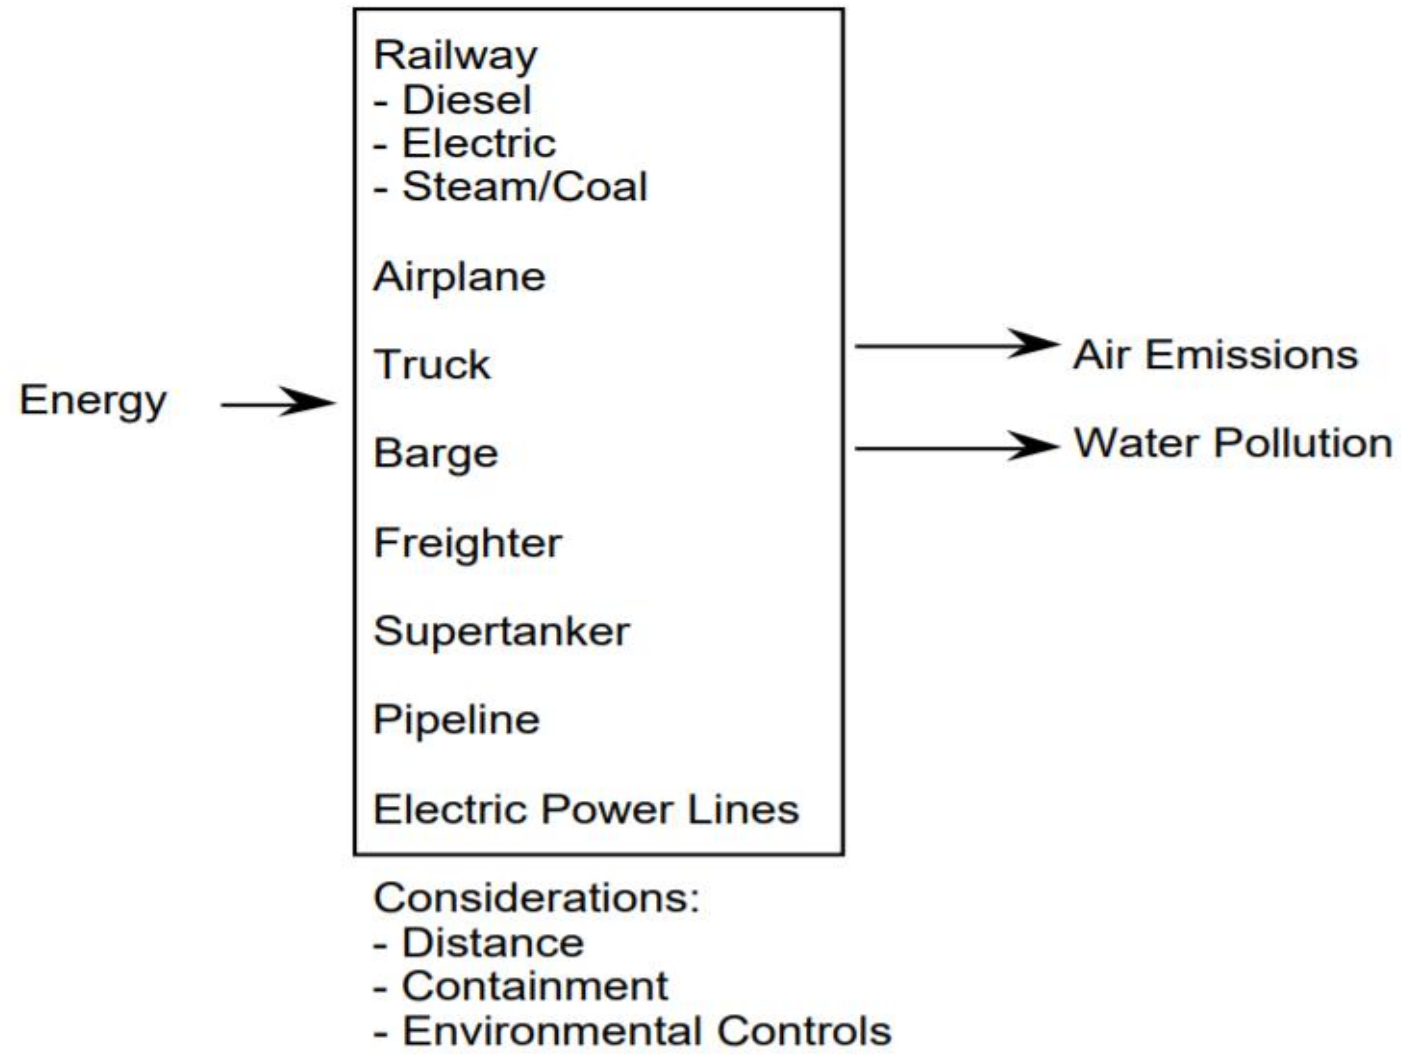 Railway
- Diesel
- Electric
- Steam/Coal
Airplane
Truck
Energy
Barge
Freighter
Supertanker
Pipeline
Electric Power Lines
Air Emissions
Water Pollution
Considerations:
- Distance
- Containment
- Environmental Controls